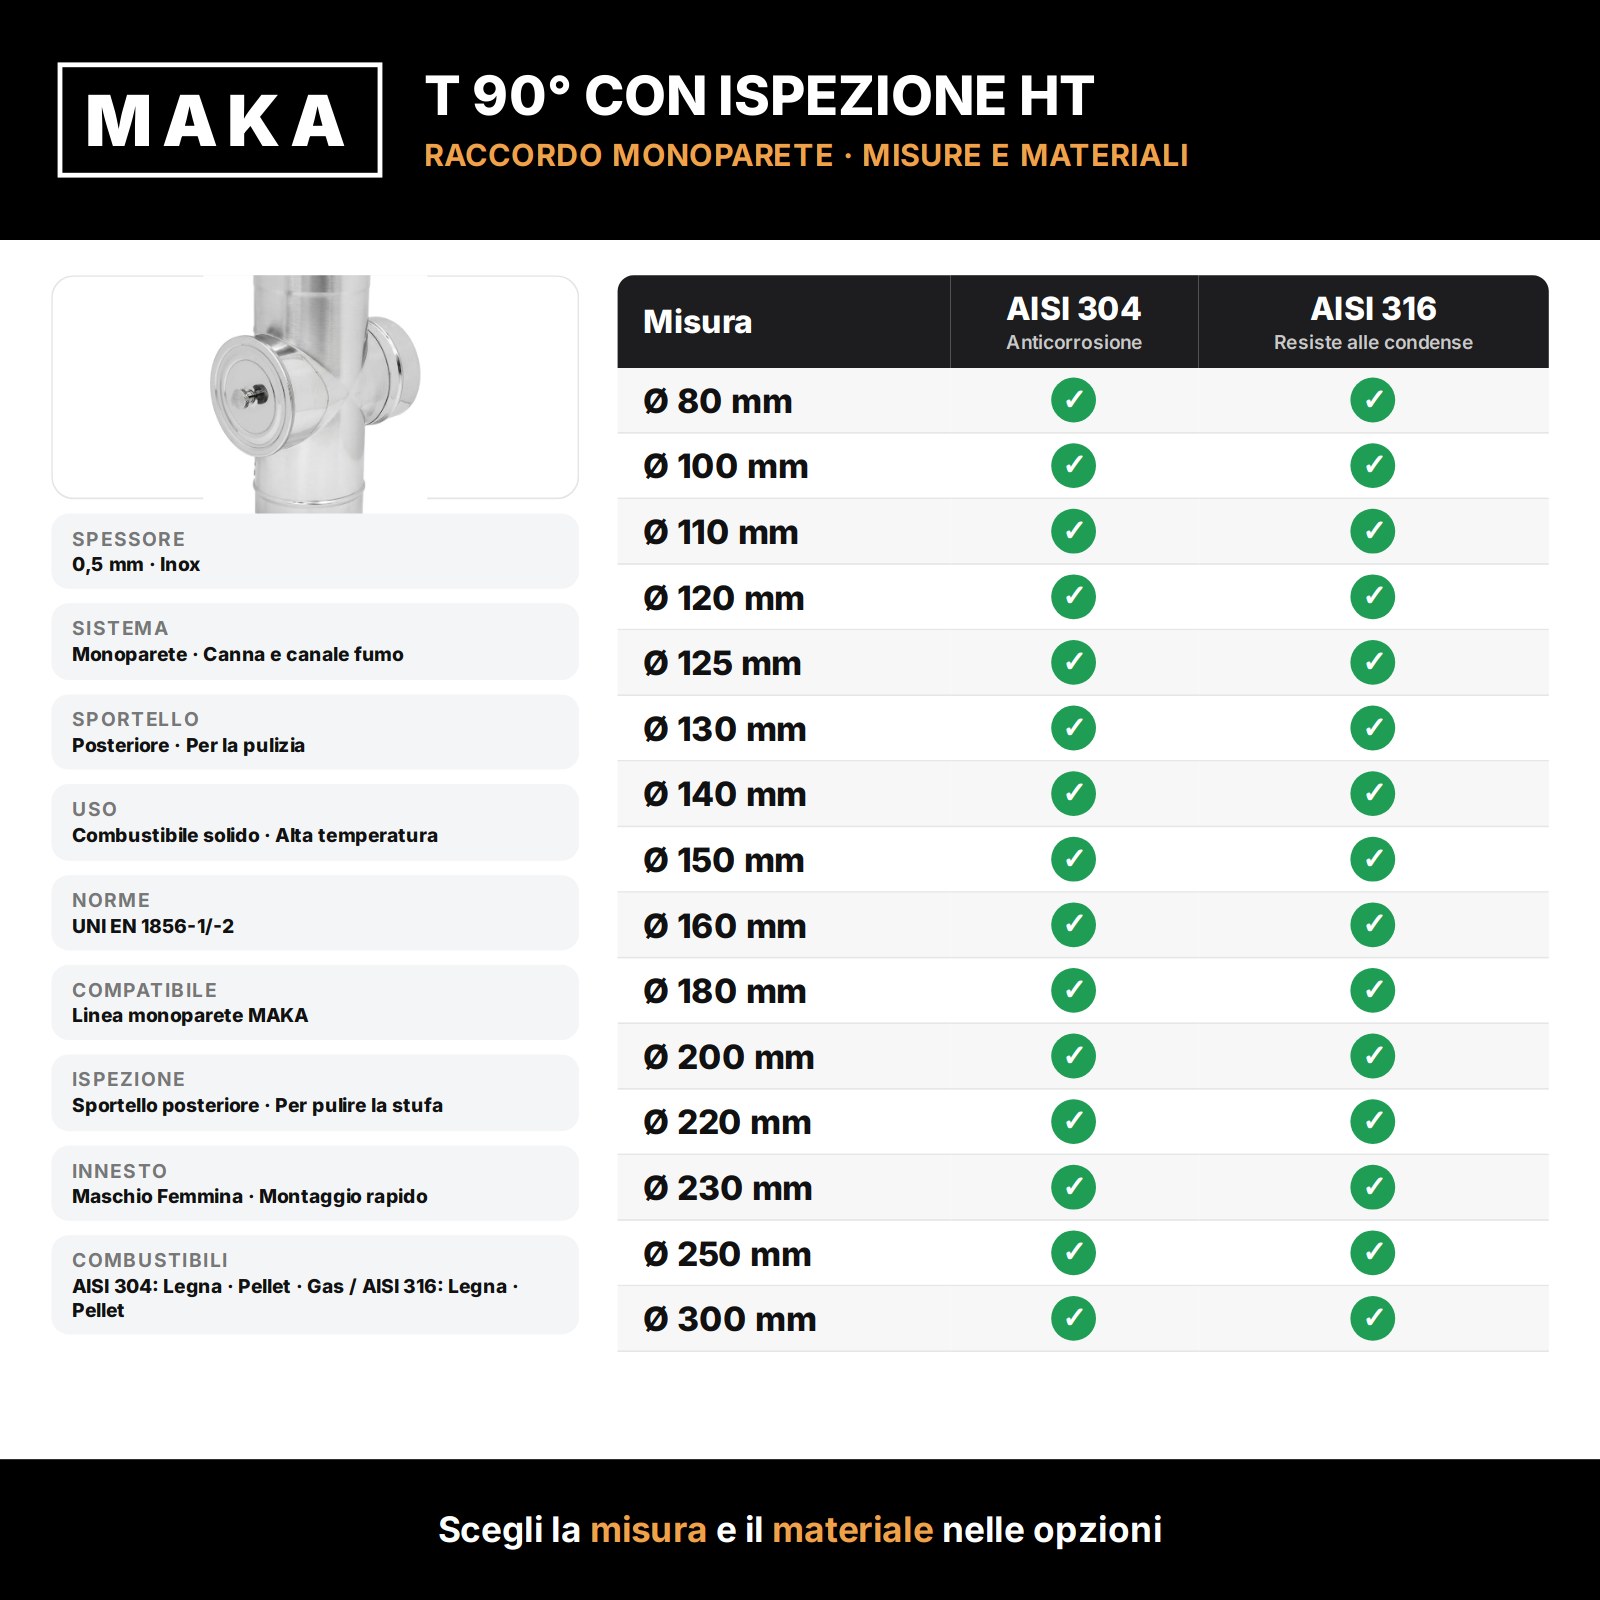 MAKA
T 90° CON ISPEZIONE HT
RACCORDO MONOPARETE · MISURE E MATERIALI
SPESSORE
0,5 mm · Inox
SISTEMA
Monoparete · Canna e canale fumo
SPORTELLO
Posteriore · Per la pulizia
USO
Combustibile solido · Alta temperatura
NORME
UNI EN 1856-1/-2
COMPATIBILE
Linea monoparete MAKA
ISPEZIONE
Sportello posteriore · Per pulire la stufa
INNESTO
Maschio Femmina · Montaggio rapido
COMBUSTIBILI
AISI 304: Legna · Pellet · Gas / AISI 316: Legna ·
Pellet
Misura AISI 304 AISI 316
Anticorrosione Resiste alle condense
Ø 80 mm ✓ ✓
Ø 100 mm ✓ ✓
Ø 110 mm ✓ ✓
Ø 120 mm ✓ ✓
Ø 125 mm ✓ ✓
Ø 130 mm ✓ ✓
Ø 140 mm ✓ ✓
Ø 150 mm ✓ ✓
Ø 160 mm ✓ ✓
Ø 180 mm ✓ ✓
Ø 200 mm ✓ ✓
Ø 220 mm ✓ ✓
Ø 230 mm ✓ ✓
Ø 250 mm ✓ ✓
Ø 300 mm ✓ ✓
Scegli la misura e il materiale nelle opzioni